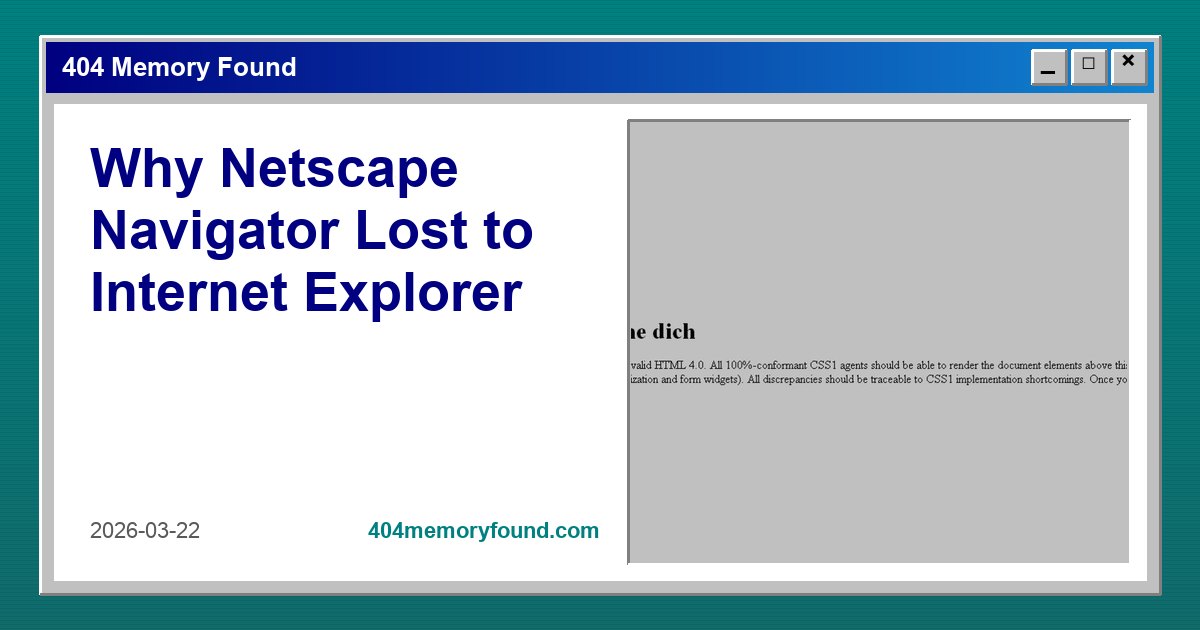 404 Memory Found
Why Netscape
Navigator Lost to
Internet Explorer
2026-03-22
404memoryfound.com
dich
valid HTML 4.0. All 100%-conformant CSS1 agents should be able to render the document elements above this
ization and form widgets). All discrepancies should be traceable to CSS1 implementation shortcomings. Once yo